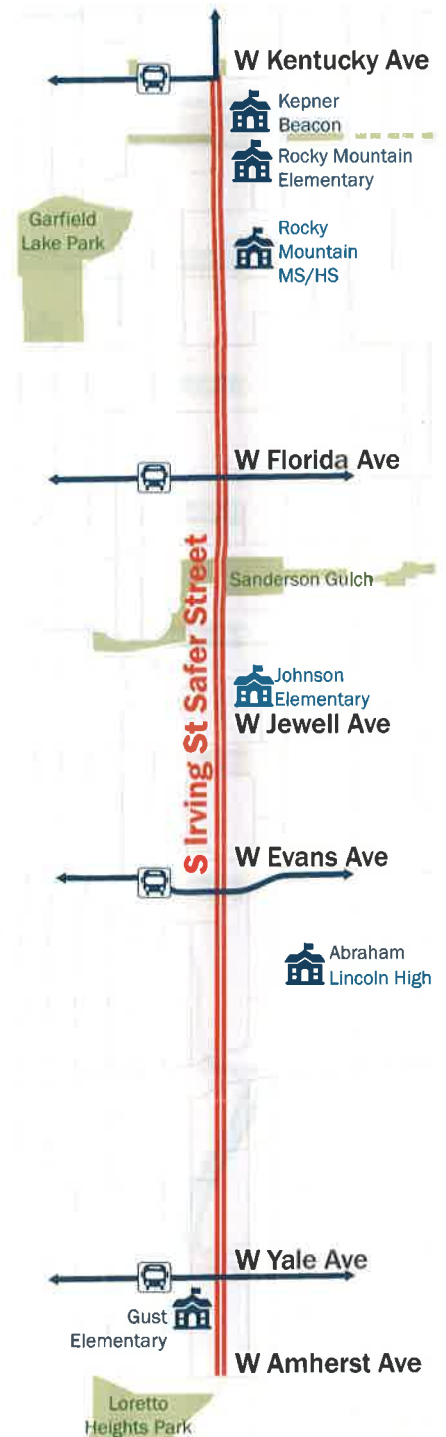 W Kentucky Ave
Kepner
Beacon
Rocky Mountain
Elementary
Garfield
Lake Park
Rocky
Mountain
MS/HS
W Florida Ave
Sanderson Gulch
S Irving St Safer Street
Johnson
Elementary
W Jewell Ave
W Evans Ave
Abraham
Lincoln High
W Yale Ave
Gust
Elementary
W Amherst Ave
Loretto
Heights Park